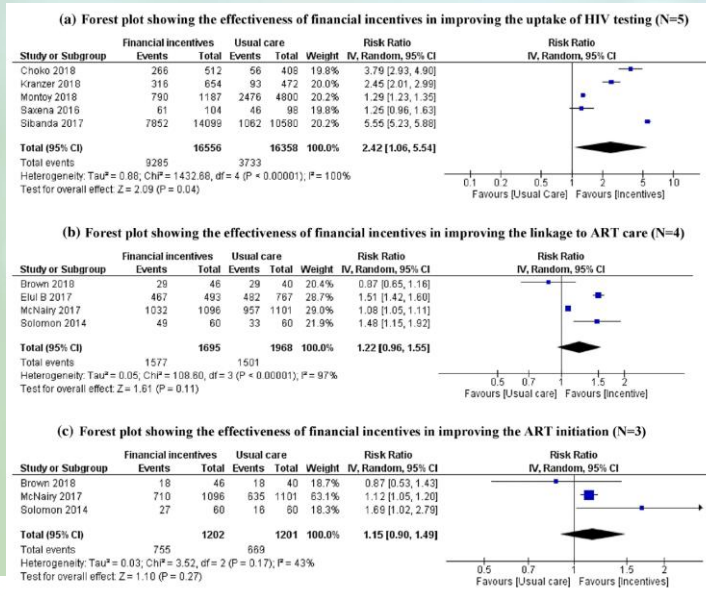 (a) Forest plot showing the effectiveness of financial incentives in improving the uptake of HIV testing (N=5)
Financial incentives Usual care Risk Ratio Risk Ratio
Study or Subgroup Events Total Events Total Weight IV, Random, 95% CI IV, Random, 95% CI
Choko 2018 266 512 56 408 19.8% 3.79 [2.93, 4.90]
Kranzer 2018 316 654 93 472 20.0% 2.45 [2.01, 2.99]
Montoy 2018 790 1187 2476 4800 20.2% 1.29 [1.23, 1.35]
Saxena 2016 61 104 46 98 19.8% 1.25 [0.96, 1.63]
Sibanda 2017 7852 14099 1062 10580 20.2% 5.55 [5.23, 5.88]
Total (95% CI) 16556 16358 100.0% 2.42 [1.06, 5.54]
Total events 9285 3733
Heterogeneity: Tau² = 0.88; Chi² = 1432.68, df = 4 (P < 0.00001); I² = 100%
Test for overall effect: Z = 2.09 (P = 0.04)
0.1 0.2 0.5 1 2 5 10
Favours [Usual Care] Favours [Incentives]
(b) Forest plot showing the effectiveness of financial incentives in improving the linkage to ART care (N=4)
Financial incentives Usual care Risk Ratio Risk Ratio
Study or Subgroup Events Total Events Total Weight IV, Random, 95% CI IV, Random, 95% CI
Brown 2018 29 46 29 40 20.4% 0.87 [0.65, 1.16]
Elul B 2017 467 493 482 767 28.7% 1.51 [1.42, 1.60]
McNairy 2017 1032 1096 957 1101 29.0% 1.08 [1.05, 1.11]
Solomon 2014 49 60 33 60 21.9% 1.48 [1.15, 1.92]
Total (95% CI) 1695 1968 100.0% 1.22 [0.96, 1.55]
Total events 1577 1501
Heterogeneity: Tau² = 0.05; Chi² = 108.60, df = 3 (P < 0.00001); I² = 97%
Test for overall effect: Z = 1.61 (P = 0.11)
0.5 0.7 1 1.5 2
Favours [Usual care] Favours [Incentive]
(c) Forest plot showing the effectiveness of financial incentives in improving the ART initiation (N=3)
Financial incentives Usual care Risk Ratio Risk Ratio
Study or Subgroup Events Total Events Total Weight IV, Random, 95% CI IV, Random, 95% CI
Brown 2018 18 46 18 40 18.7% 0.87 [0.53, 1.43]
McNairy 2017 710 1096 635 1101 63.1% 1.12 [1.05, 1.20]
Solomon 2014 27 60 16 60 18.2% 1.69 [1.02, 2.79]
Total (95% CI) 1202 1201 100.0% 1.15 [0.90, 1.49]
Total events 755 669
Heterogeneity: Tau² = 0.03; Chi² = 3.52, df = 2 (P = 0.17); I² = 43%
Test for overall effect: Z = 1.10 (P = 0.27)
0.5 0.7 1 1.5 2
Favours [Usual care] Favours [Incentives]